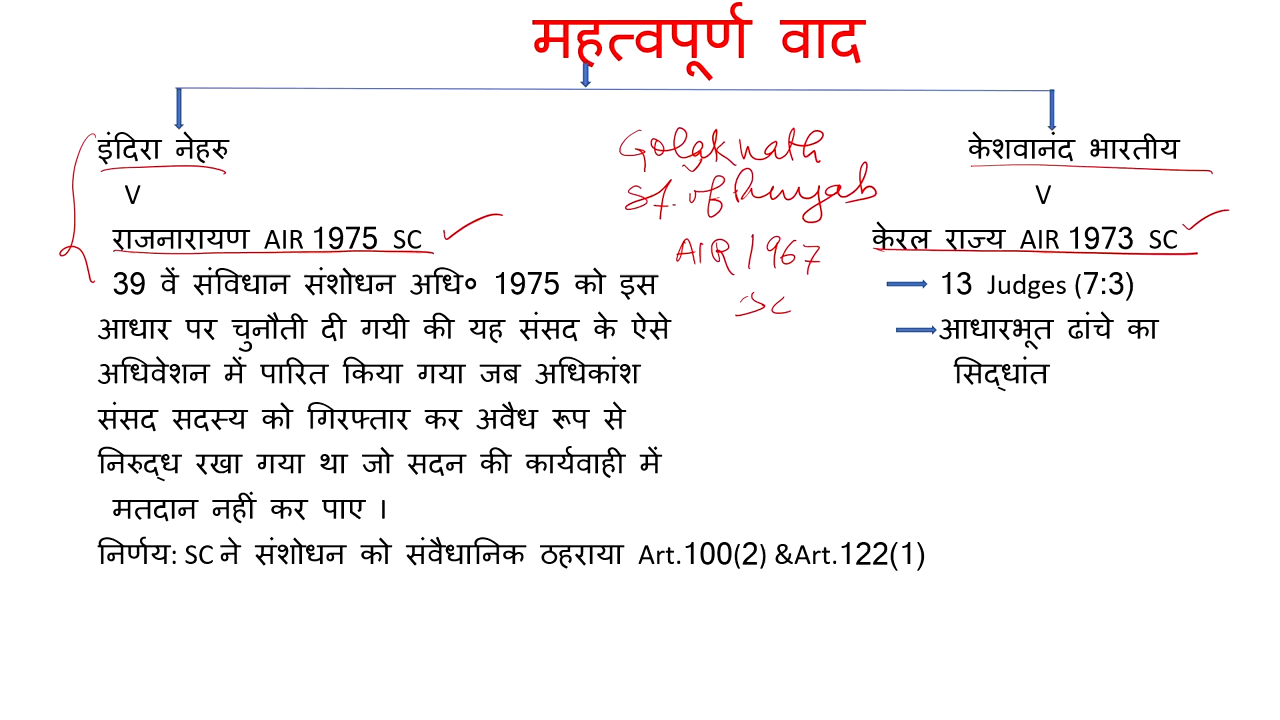 महत्वपूर्ण वाद
इंदिरा नेहरु
V
राजनारायण AIR 1975 SC
39 वें संविधान संशोधन अधि० 1975 को इस
आधार पर चुनौती दी गयी की यह संसद के ऐसे
अधिवेशन में पारित किया गया जब अधिकांश
संसद सदस्य को गिरफ्तार कर अवैध रूप से
निरुद्ध रखा गया था जो सदन की कार्यवाही में
मतदान नहीं कर पाए ।
निर्णय: SC ने संशोधन को संवैधानिक ठहराया Art.100(2) &Art.122(1)
Golaknath
St. of Punjab
AIR 1967
SC
केशवानंद भारतीय
V
केरल राज्य AIR 1973 SC
13 Judges (7:3)
आधारभूत ढांचे का
सिद्धांत